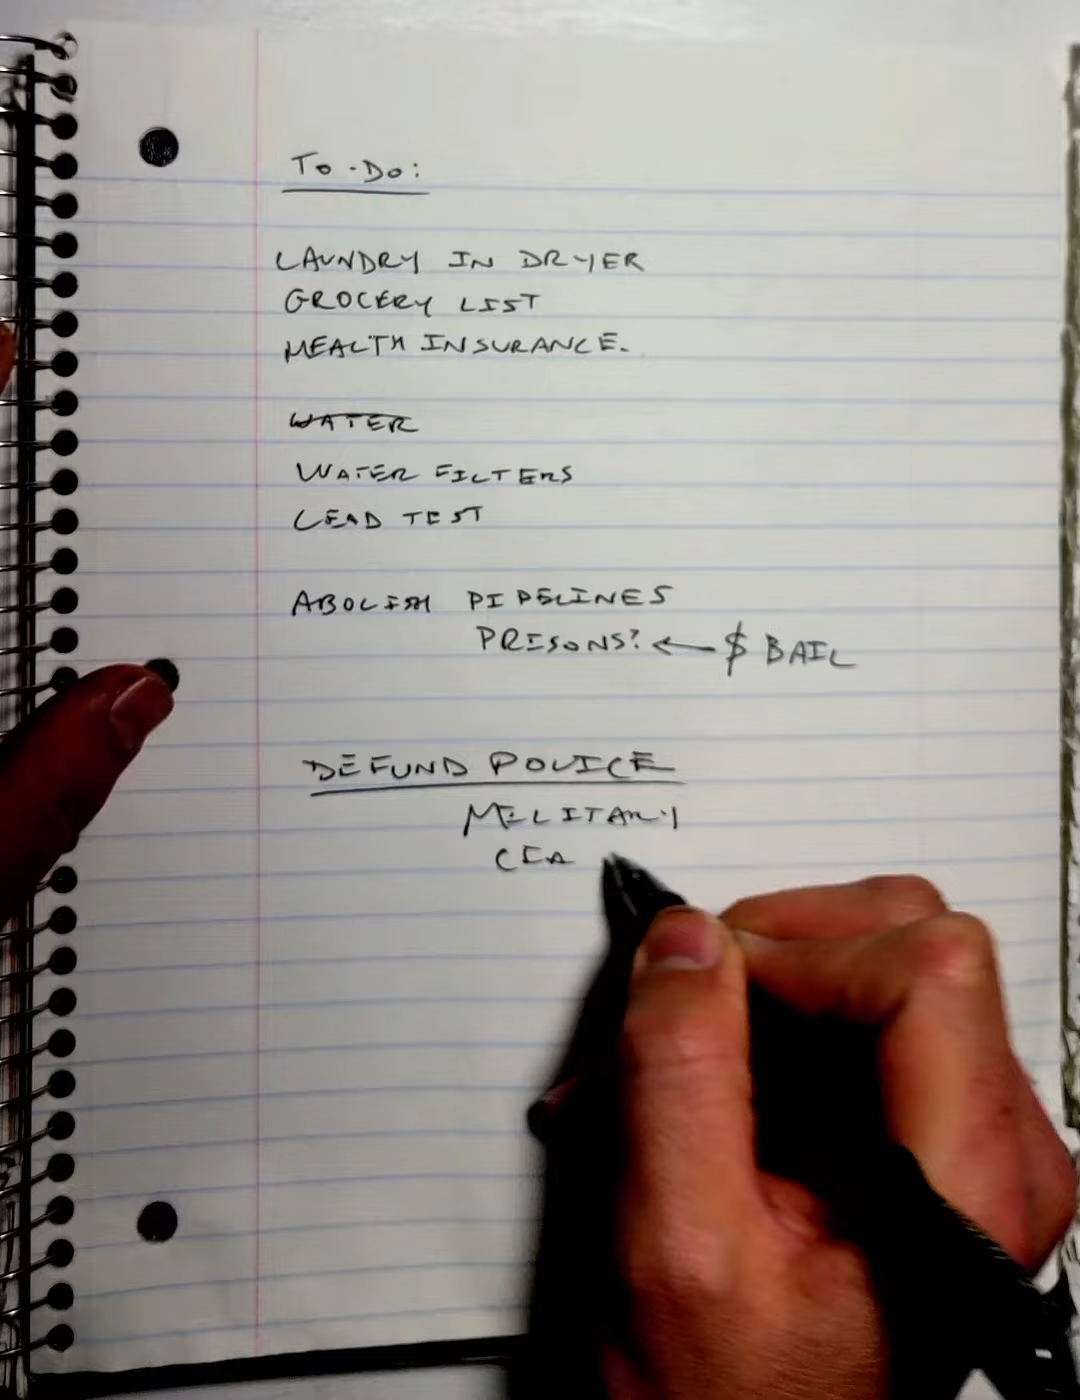 TO-DO:
LAUNDRY IN DRYER
GROCERY LIST
HEALTH INSURANCE.
WATER
WATER FILTERS
LEAD TEST
ABOLISH PIPELINES
PRISONS? ← $ BAIL
DEFUND POLICE
MILITARY
CIA